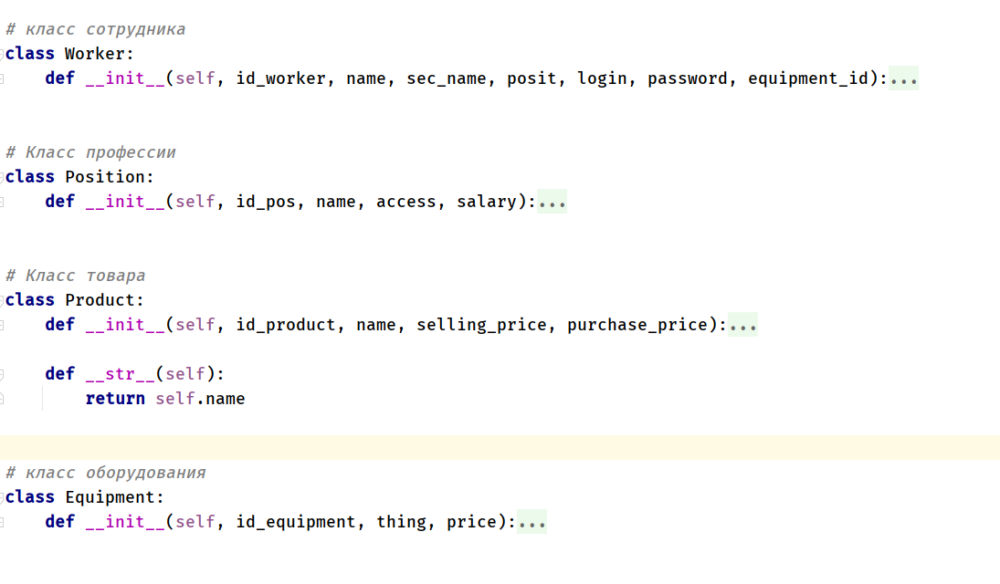 # класс сотрудника
class Worker:
    def __init__(self, id_worker, name, sec_name, posit, login, password, equipment_id):...
# Класс профессии
class Position:
    def __init__(self, id_pos, name, access, salary):...
# Класс товара
class Product:
    def __init__(self, id_product, name, selling_price, purchase_price):...
    def __str__(self):
        return self.name
# класс оборудования
class Equipment:
    def __init__(self, id_equipment, thing, price):...